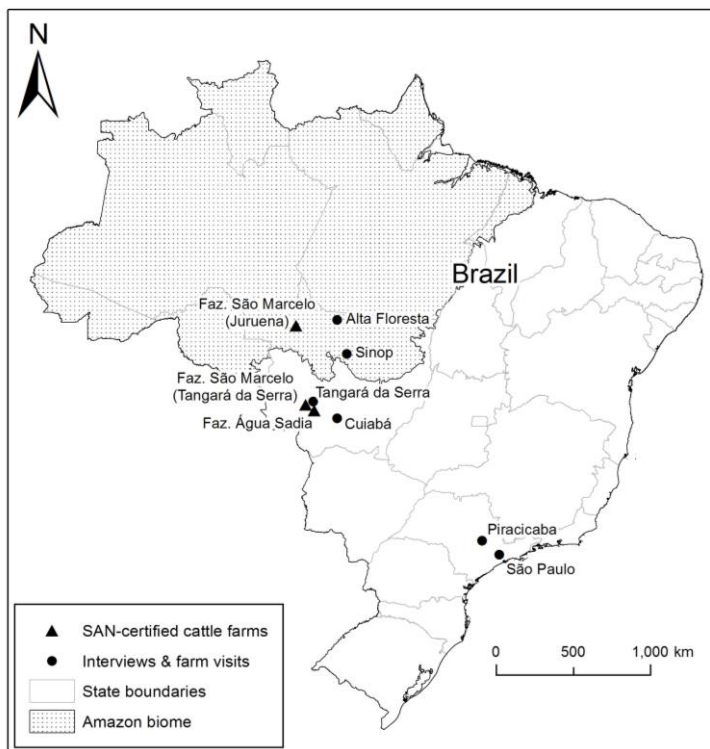 N
Brazil
Faz. São Marcelo
(Juruena)
Alta Floresta
Sinop
Faz. São Marcelo
(Tangará da Serra)
Tangará da Serra
Faz. Água Sadia
Cuiabá
Piracicaba
São Paulo
SAN-certified cattle farms
Interviews & farm visits
State boundaries
Amazon biome
0 500 1,000 km